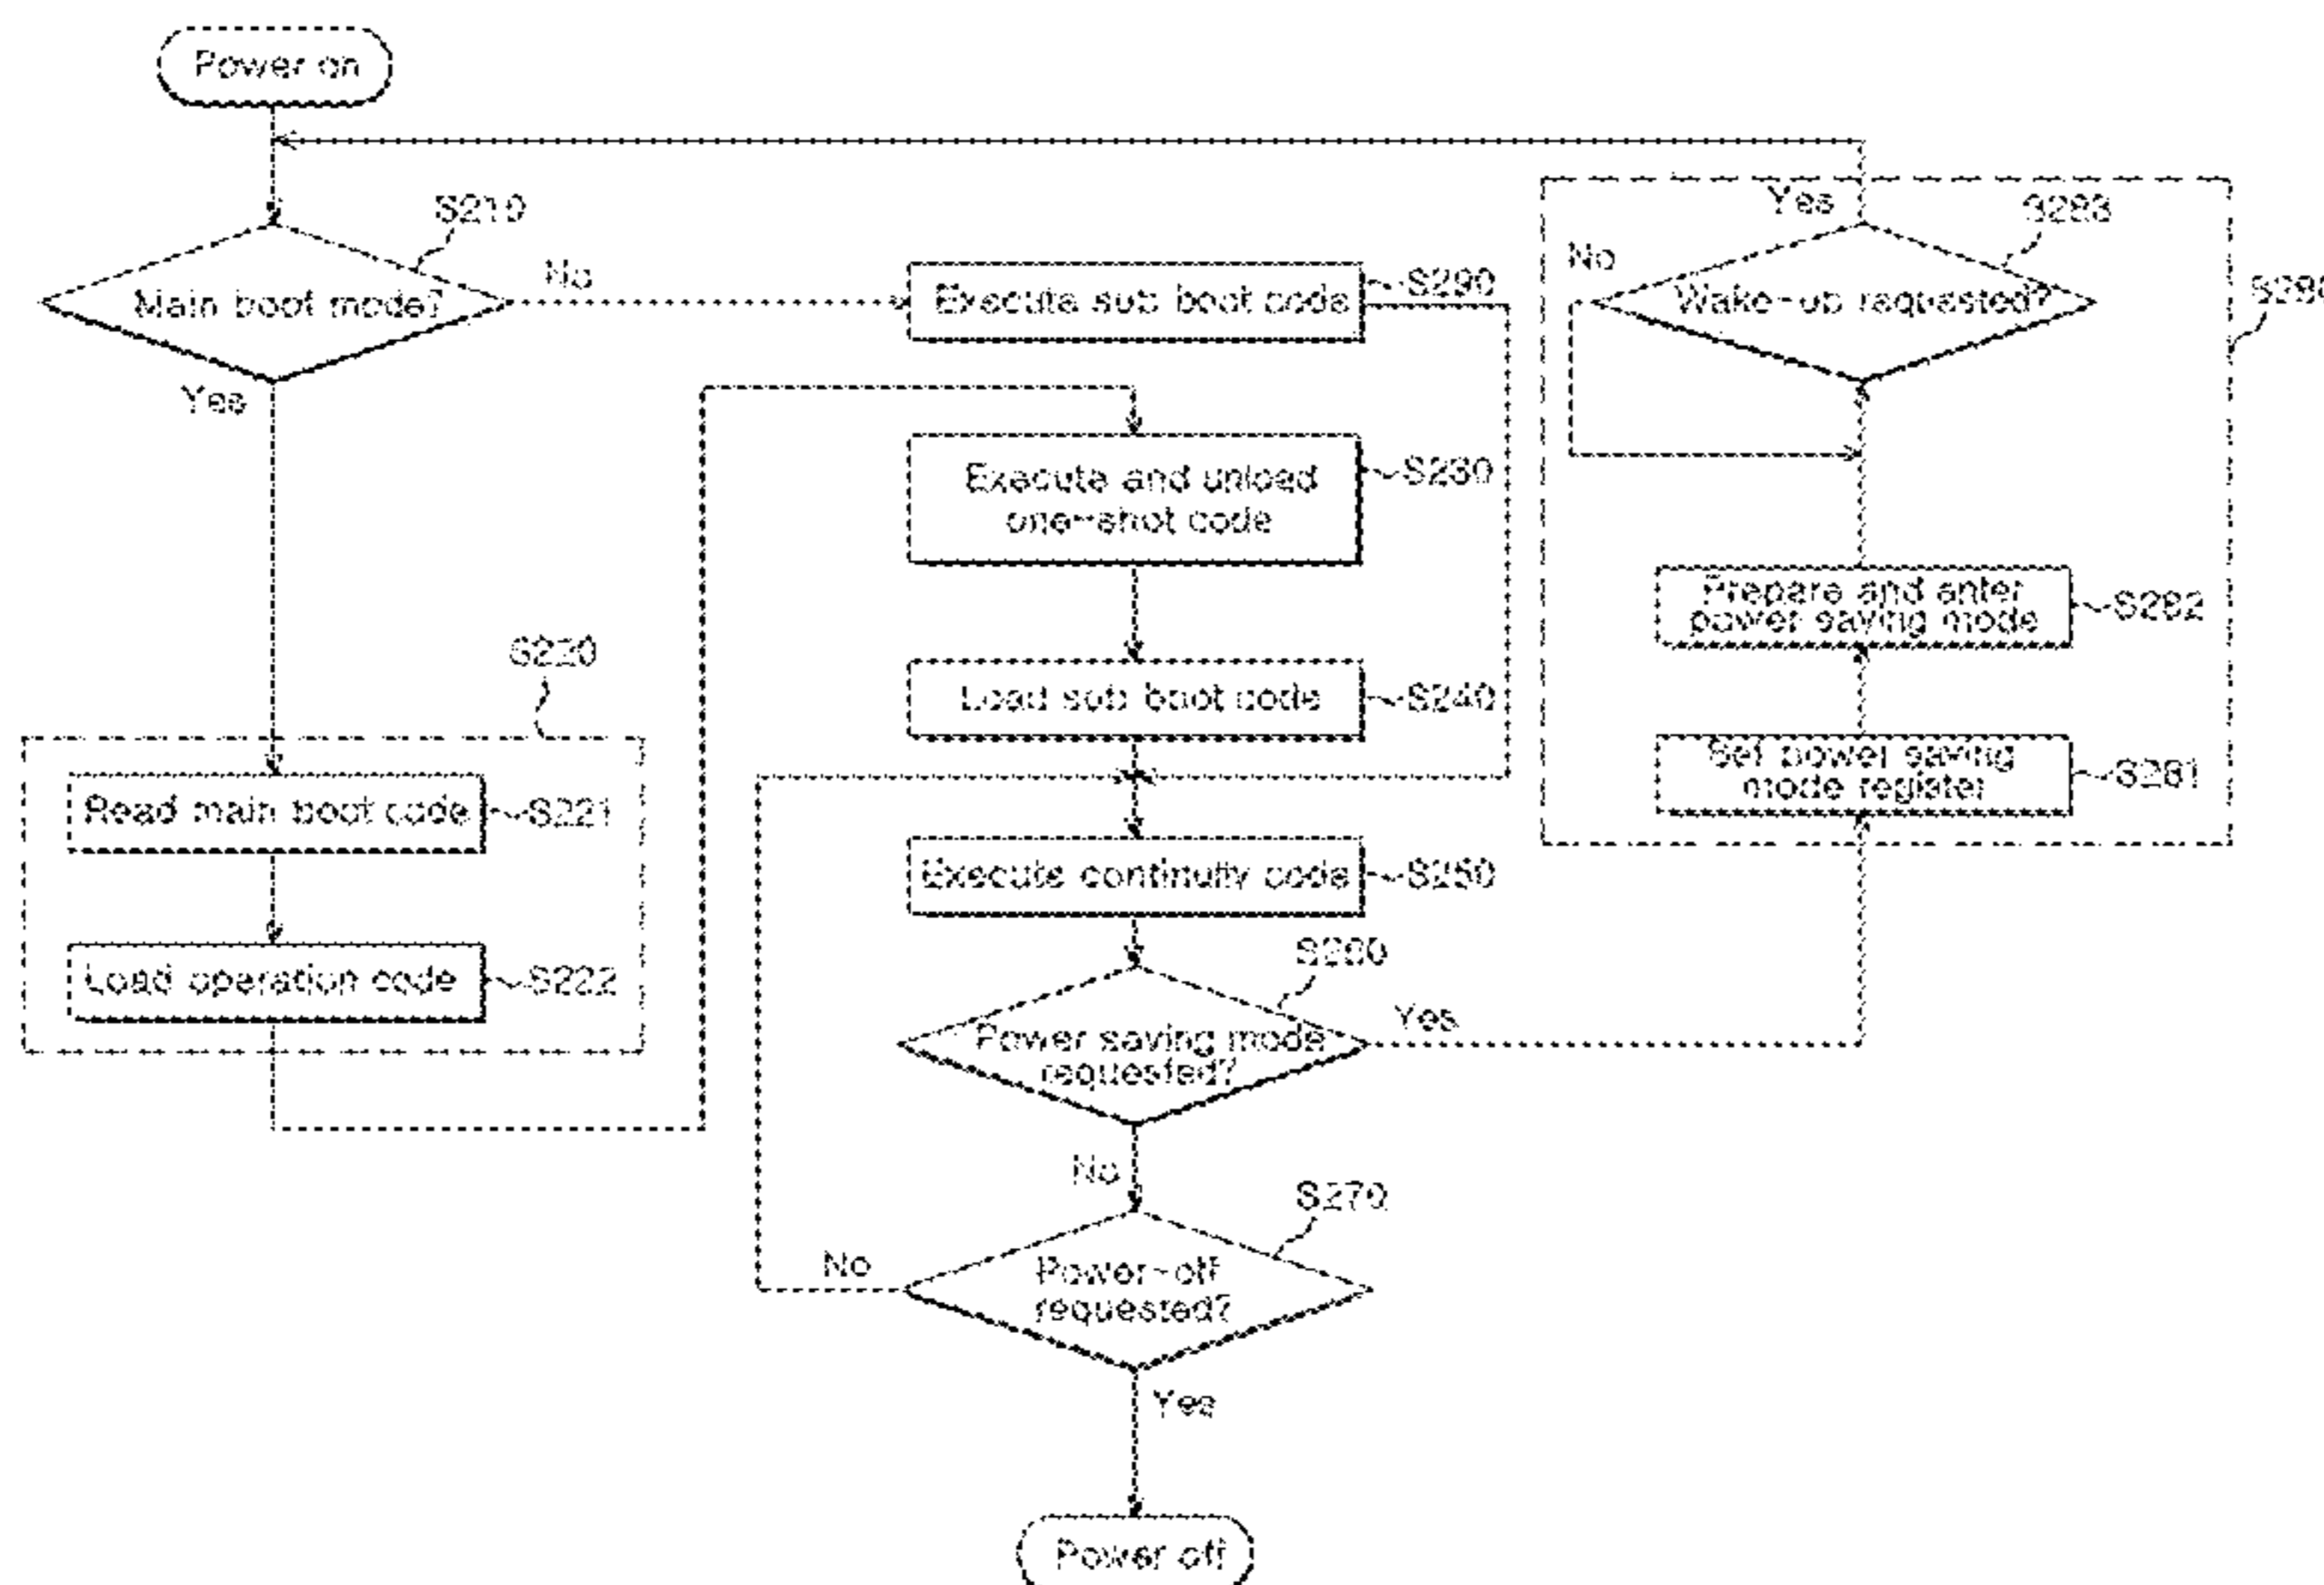 Power on
S210
Main boot mode?
No
Yes
Execute sub boot code
S290
Execute and unload
one-shot code
S230
Load sub boot code
S240
S220
Read main boot code
S221
Load operation code
S222
Execute continuity code
S250
S260
Power saving mode
requested?
Yes
No
S270
Power-off
requested?
No
Yes
Power off
Yes
S283
No
Wake-up requested?
S280
Prepare and enter
power saving mode
S282
Set power saving
mode register
S281